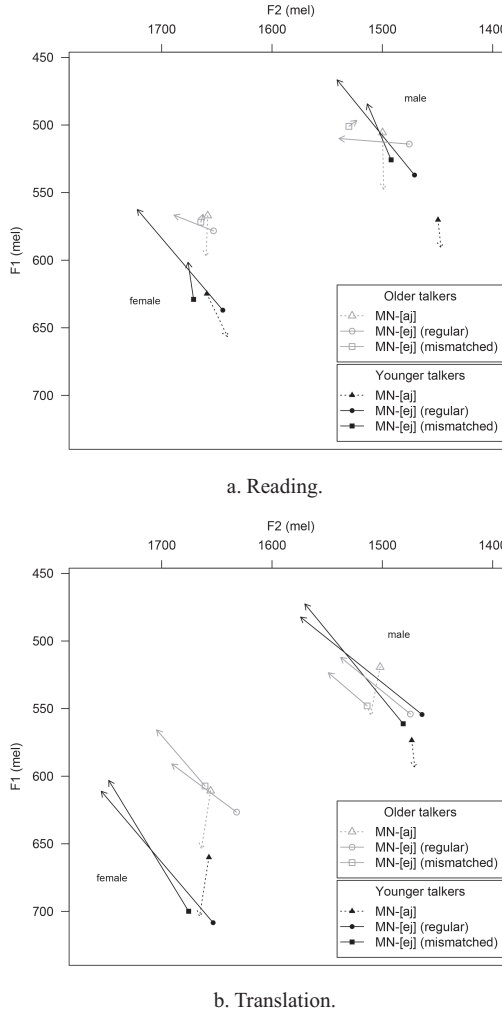 F2 (mel)
1700 1600 1500 1400
F1 (mel)
450
500
550
600
650
700
male
female
Older talkers
MN-[aj]
MN-[ej] (regular)
MN-[ej] (mismatched)
Younger talkers
MN-[aj]
MN-[ej] (regular)
MN-[ej] (mismatched)
a. Reading.
F2 (mel)
1700 1600 1500 1400
F1 (mel)
450
500
550
600
650
700
male
female
Older talkers
MN-[aj]
MN-[ej] (regular)
MN-[ej] (mismatched)
Younger talkers
MN-[aj]
MN-[ej] (regular)
MN-[ej] (mismatched)
b. Translation.